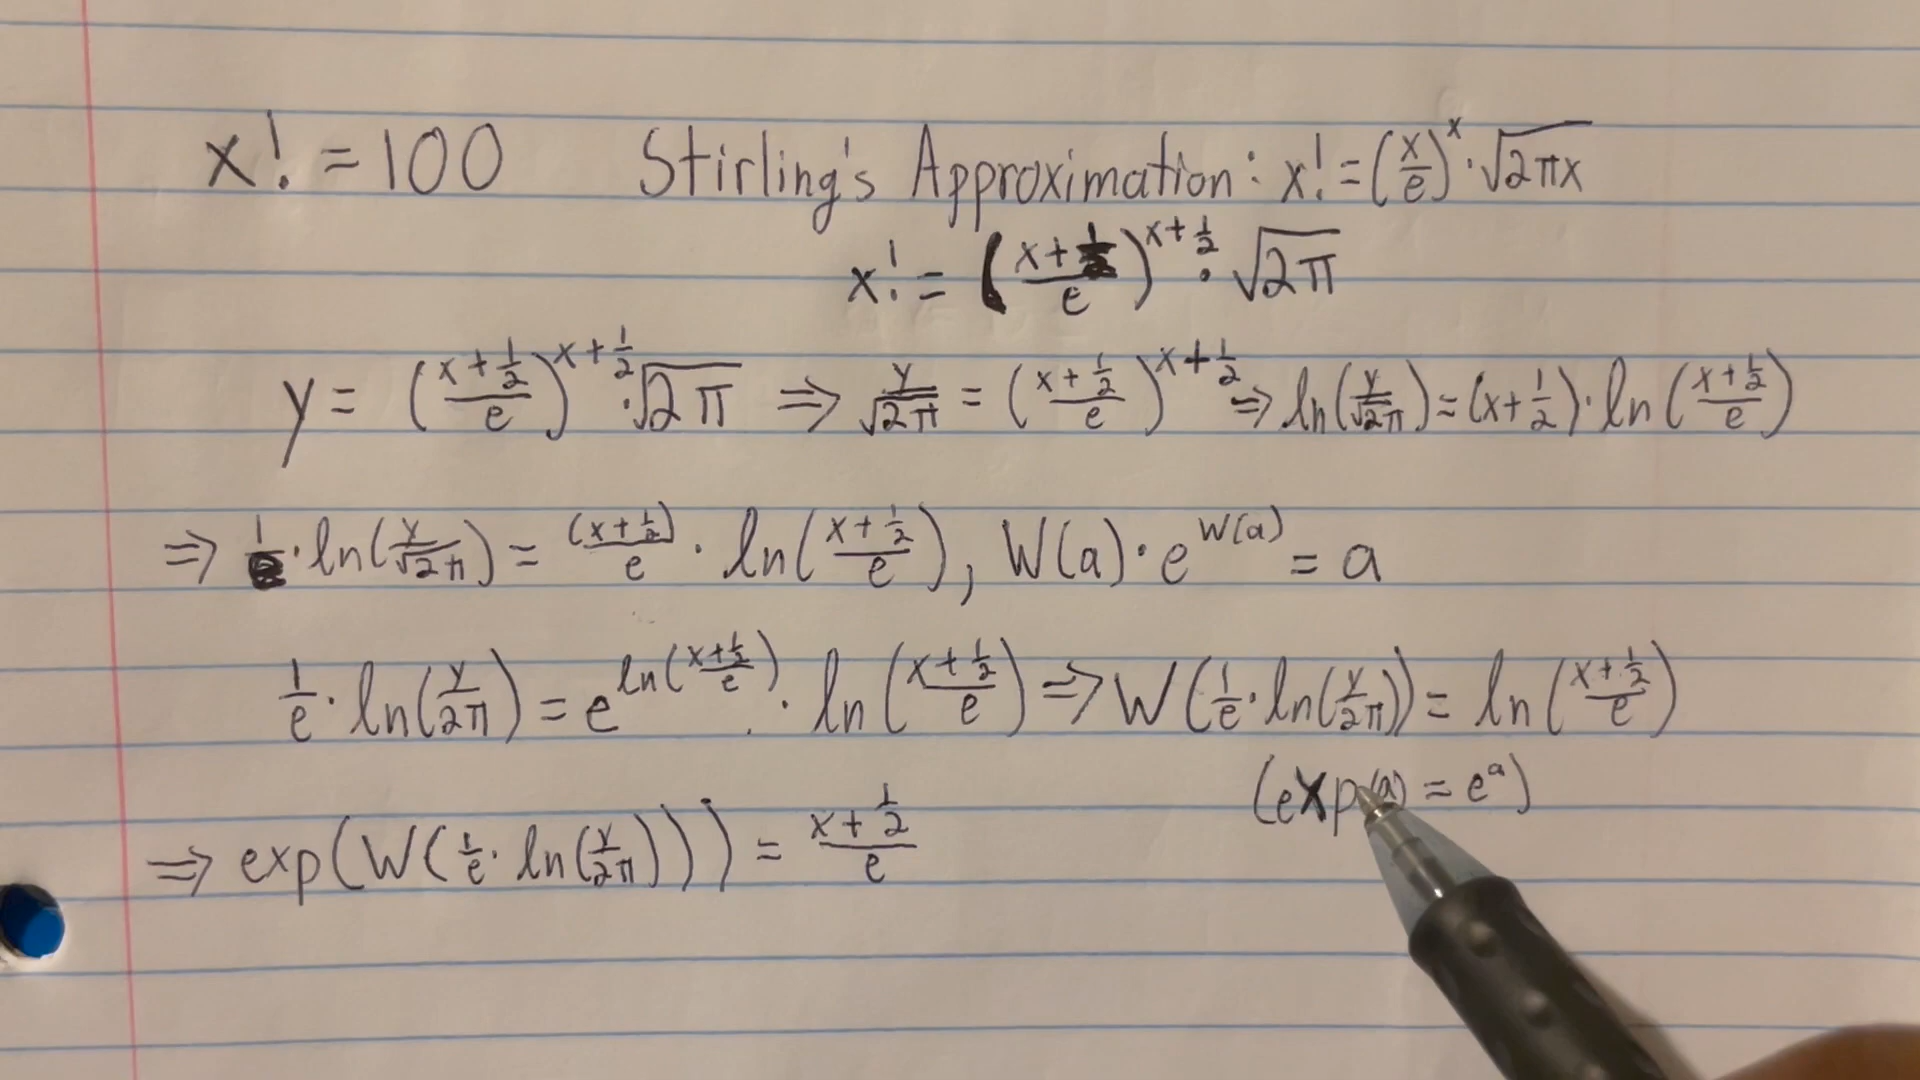 x! = 100 Stirling's Approximation: x! = (x/e)^x · √(2πx)
x! = ((x + 1/2)/e)^(x + 1/2) · √(2π)
y = ((x + 1/2)/e)^(x + 1/2) · √(2π) ⇒ y/√(2π) = ((x + 1/2)/e)^(x + 1/2) ⇒ ln(y/√(2π)) = (x + 1/2) · ln((x + 1/2)/e)
⇒ 1/e · ln(y/√(2π)) = (x + 1/2)/e · ln((x + 1/2)/e), W(a) · e^W(a) = a
1/e · ln(y/2π) = e^ln((x + 1/2)/e) · ln((x + 1/2)/e) ⇒ W(1/e · ln(y/2π)) = ln((x + 1/2)/e)
(exp(a) = e^a)
⇒ exp(W(1/e · ln(y/2π))) = (x + 1/2)/e